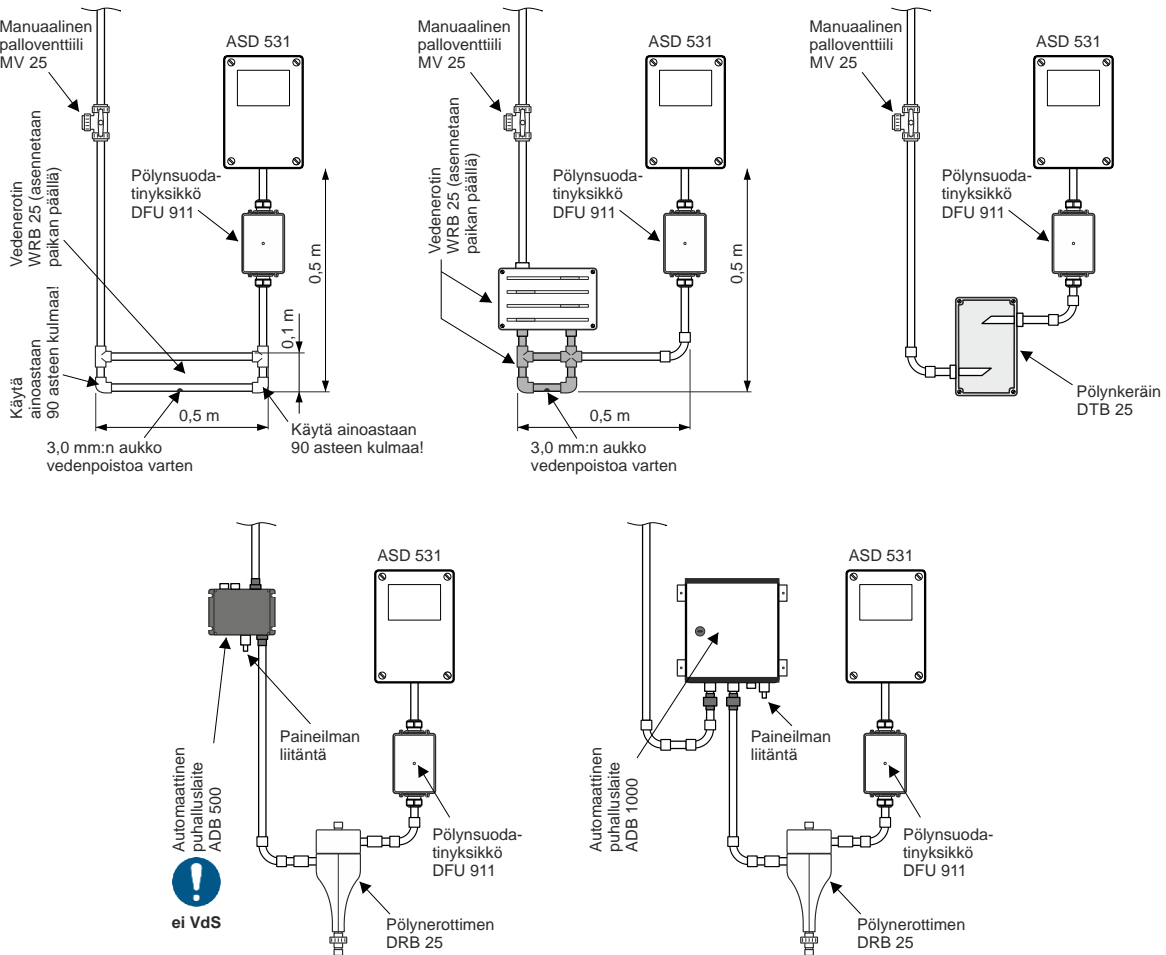 Manuaalinen
palloventtiili
MV 25
ASD 531
Vedenerotin
WRB 25 (asennetaan
paikan päällä)
Pölynsuoda-
tinyksikkö
DFU 911
0,5 m
0,1 m
Käytä
ainoastaan
90 asteen kulmaa!
0,5 m
3,0 mm:n aukko
vedenpoistoa varten
Käytä ainoastaan
90 asteen kulmaa!
Manuaalinen
palloventtiili
MV 25
ASD 531
Vedenerotin
WRB 25 (asennetaan
paikan päällä)
Pölynsuoda-
tinyksikkö
DFU 911
0,5 m
0,5 m
3,0 mm:n aukko
vedenpoistoa varten
Manuaalinen
palloventtiili
MV 25
ASD 531
Pölynsuoda-
tinyksikkö
DFU 911
Pölynkeräin
DTB 25
ASD 531
Automaattinen
puhalluslaite
ADB 500
ei VdS
Paineilman
liitäntä
Pölynsuoda-
tinyksikkö
DFU 911
Pölynerottimen
DRB 25
ASD 531
Automaattinen
puhalluslaite
ADB 1000
Paineilman
liitäntä
Pölynsuoda-
tinyksikkö
DFU 911
Pölynerottimen
DRB 25